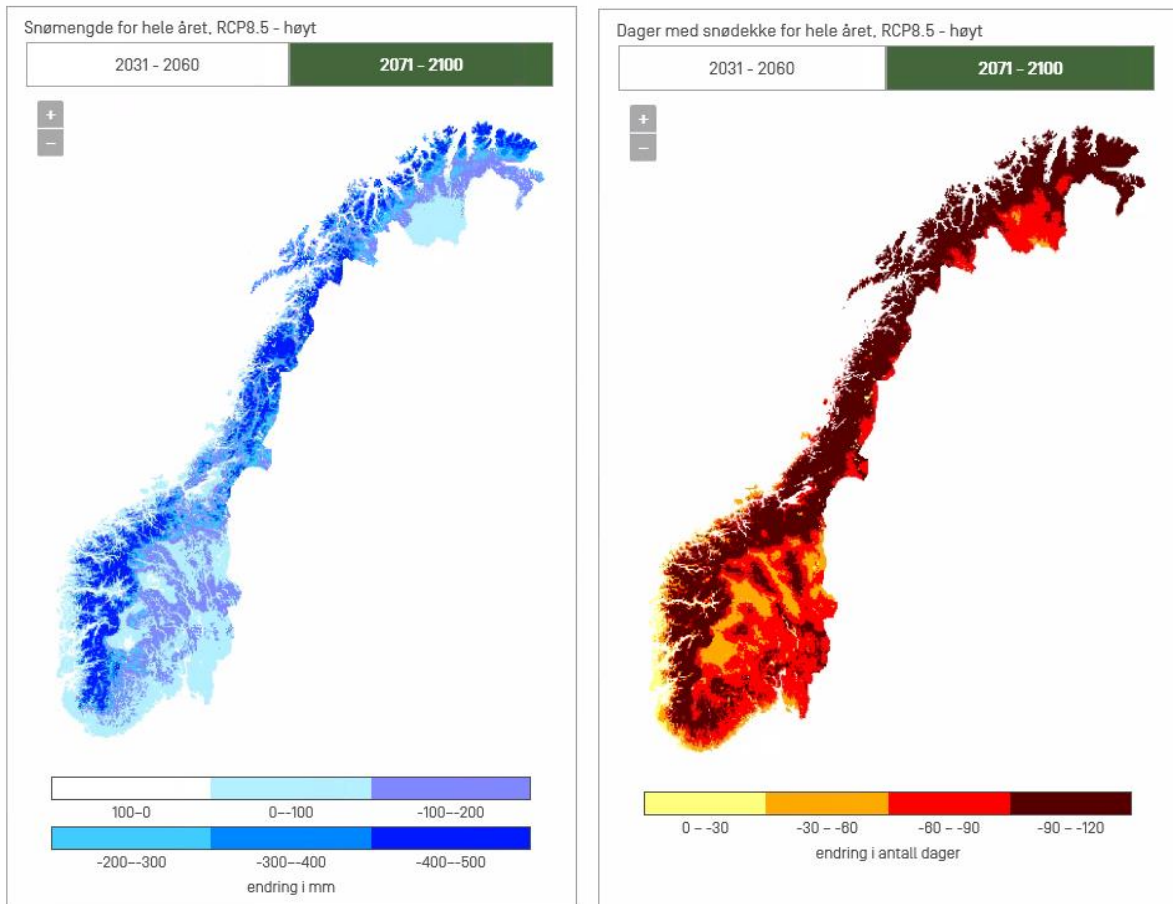 Snømengde for hele året, RCP8.5 - høyt
2031 - 2060
2071 - 2100
+
−
100–0
0--100
-100--200
-200--300
-300--400
-400--500
endring i mm
Dager med snødekke for hele året, RCP8.5 - høyt
2031 - 2060
2071 - 2100
+
−
0 - -30
-30 - -60
-60 - -90
-90 - -120
endring i antall dager